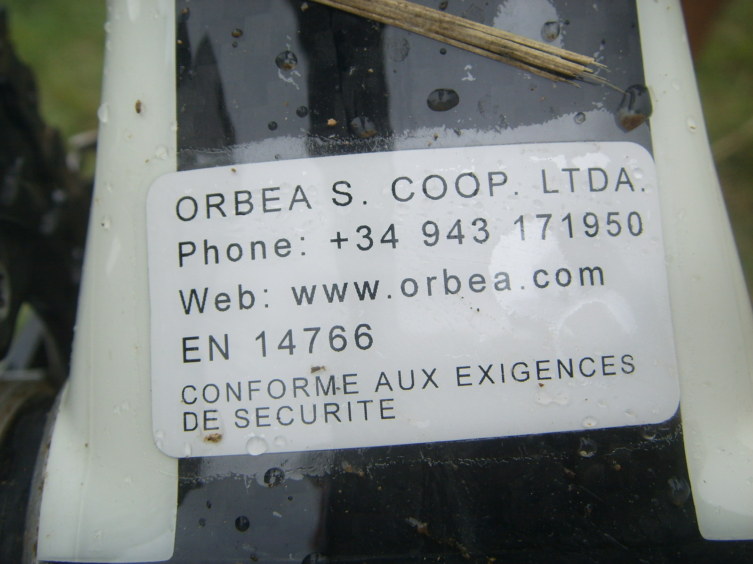 ORBEA S. COOP. LTDA.
Phone: +34 943 171950
Web: www.orbea.com
EN 14766
CONFORME AUX EXIGENCES
DE SECURITE